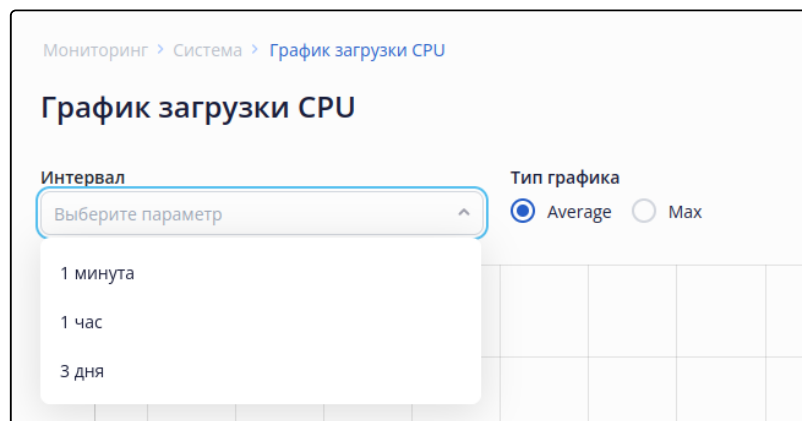 Мониторинг > Система > График загрузки CPU
График загрузки CPU
Интервал
Тип графика
Выберите параметр
Average Max
1 минута
1 час
3 дня